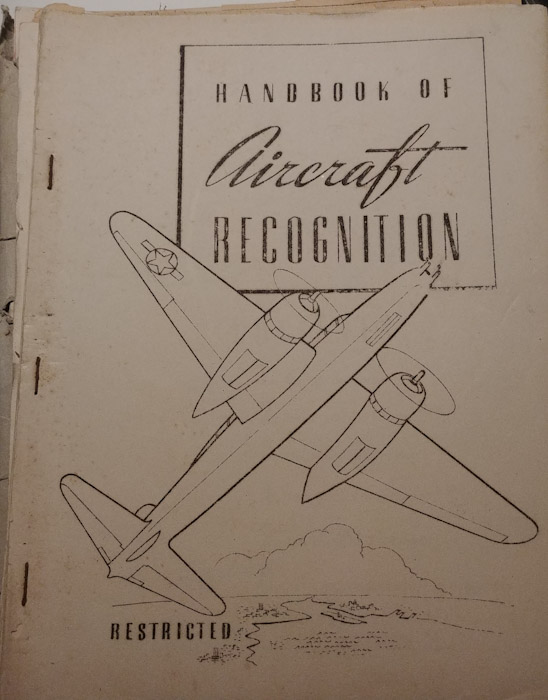 HANDBOOK OF
Aircraft
RECOGNITION
RESTRICTED